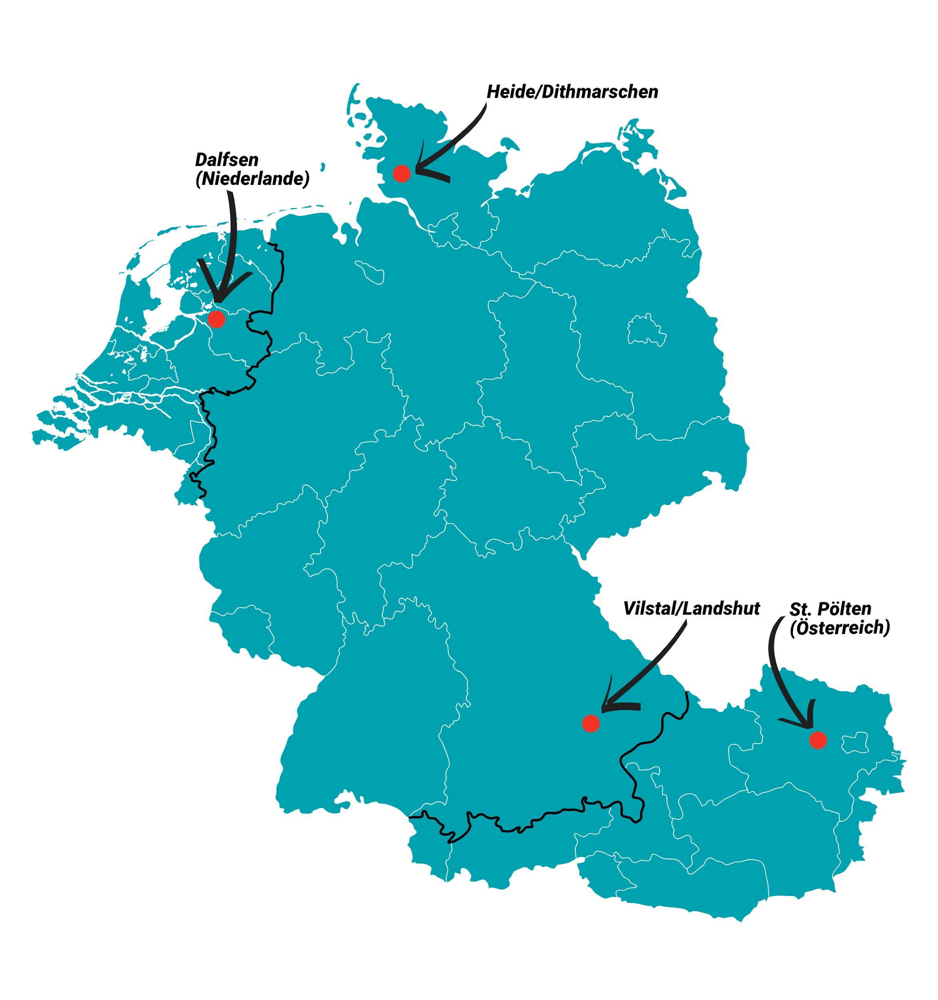 Heide/Dithmarschen
Dalfsen
(Niederlande)
Vilstal/Landshut
St. Pölten
(Österreich)